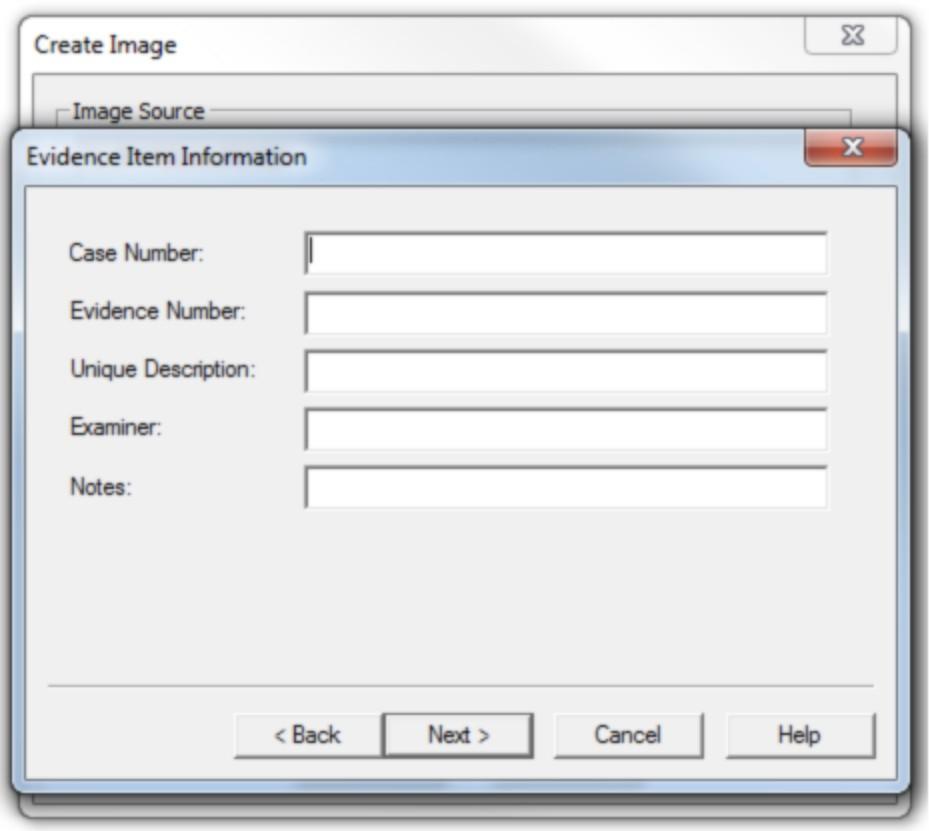 Create Image
Image Source
Evidence Item Information
Case Number:
Evidence Number:
Unique Description:
Examiner:
Notes:
< Back Next > Cancel Help